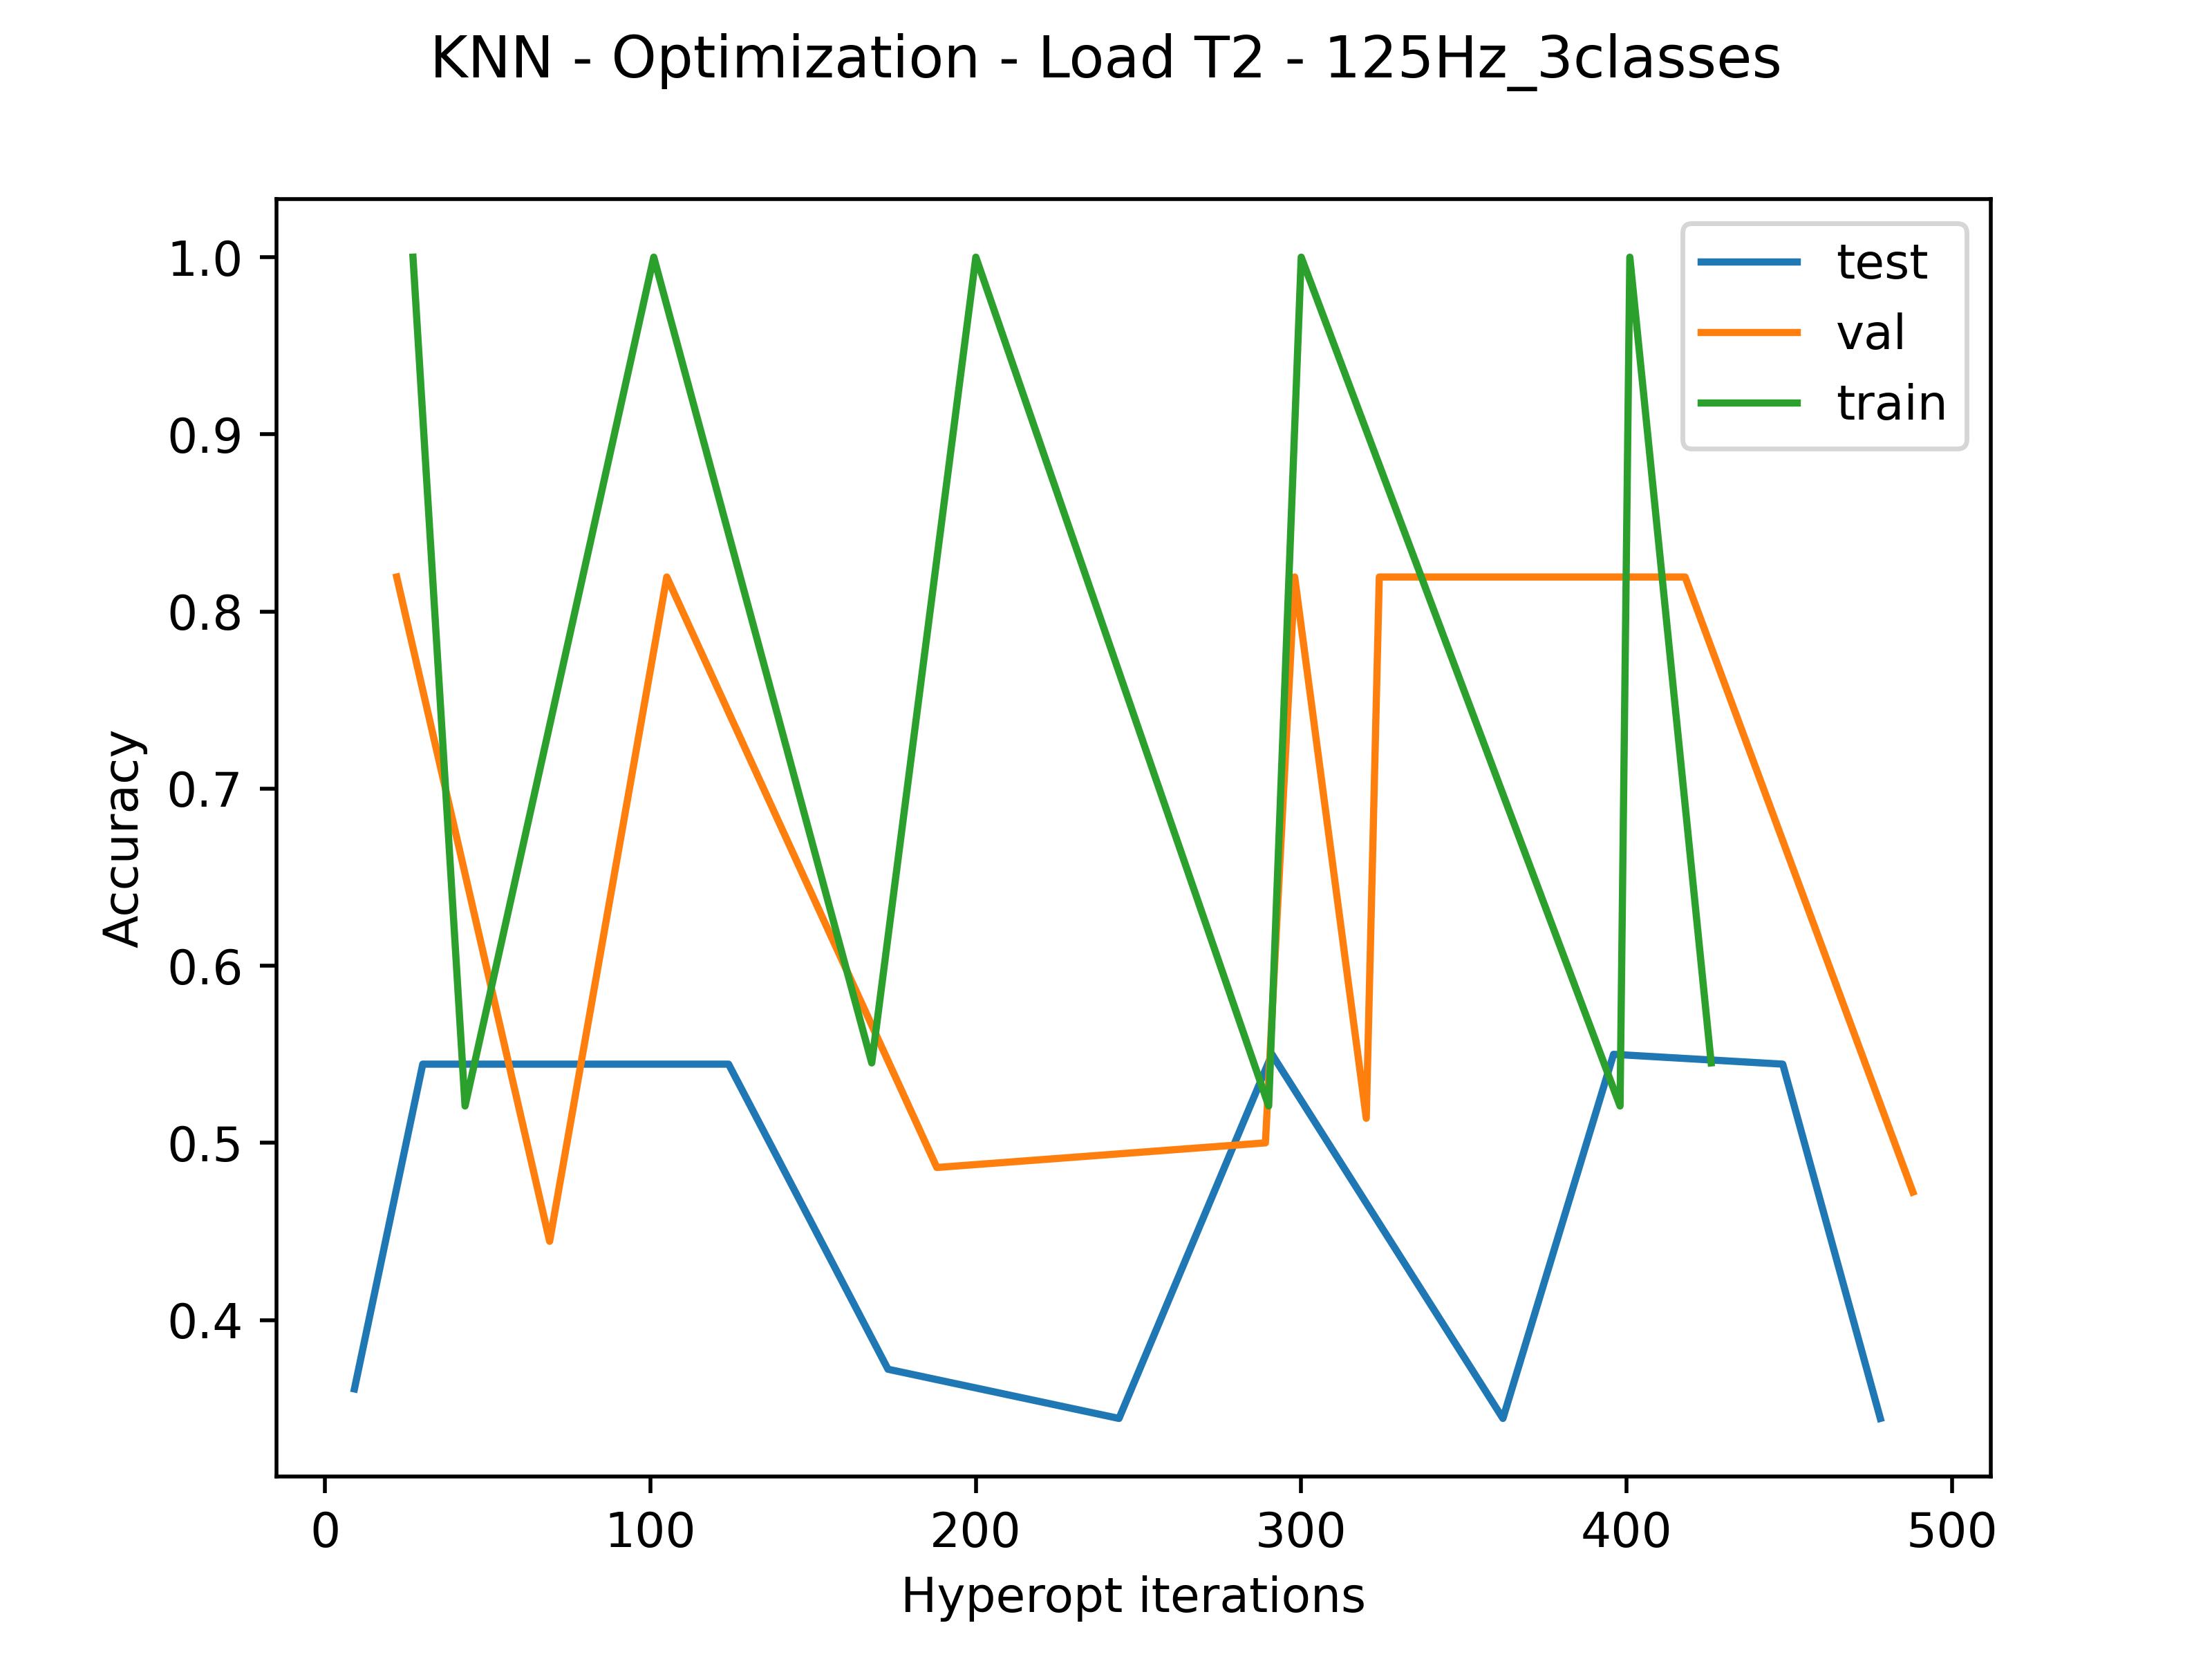 KNN - Optimization - Load T2 - 125Hz_3classes
test
val
train
1.0
0.9
0.8
0.7
0.6
0.5
0.4
Accuracy
0 100 200 300 400 500
Hyperopt iterations